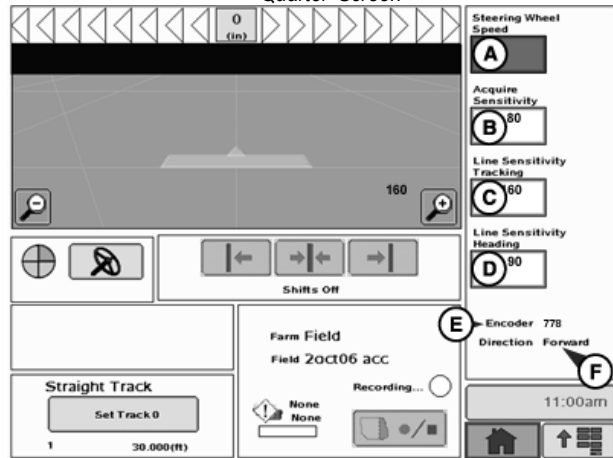 Quarter Screen
0
(in)
160
Shifts Off
Farm Field
Field 2oct06 acc
Recording...
None
None
Straight Track
Set Track 0
1 30.000(ft)
Steering Wheel
Speed
A
Acquire
Sensitivity
B 80
Line Sensitivity
Tracking
C 60
Line Sensitivity
Heading
D 90
E Encoder 778
Direction Forward
F
11:00am